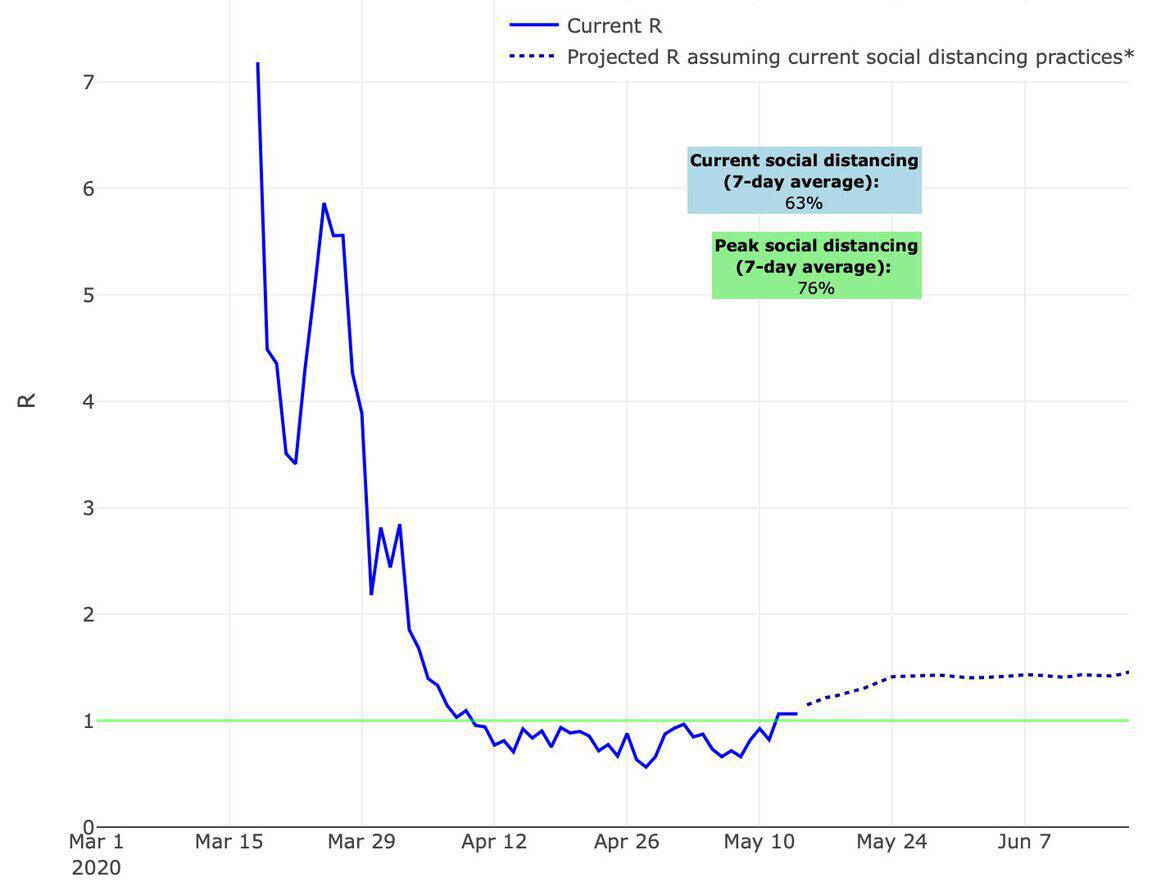 Current R
Projected R assuming current social distancing practices*
7
Current social distancing
(7-day average):
63%
6
Peak social distancing
(7-day average):
76%
5
R
4
3
2
1
0
Mar 1
2020
Mar 15
Mar 29
Apr 12
Apr 26
May 10
May 24
Jun 7